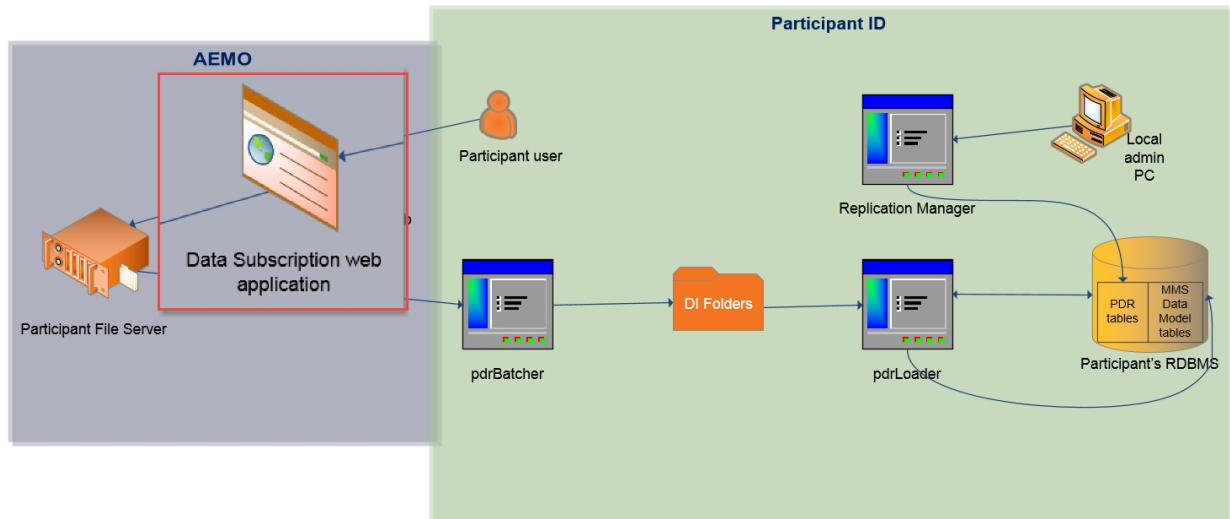 Participant ID
AEMO
Participant user
Local
admin
PC
Replication Manager
Data Subscription web
application
Participant File Server
DI Folders
PDR
tables
MMS
Data
Model
tables
Participant's RDBMS
pdrBatcher
pdrLoader